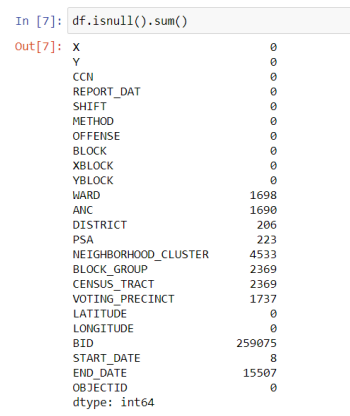 In [7]: df.isnull().sum()
Out[7]: X 0
Y 0
CCN 0
REPORT_DAT 0
SHIFT 0
METHOD 0
OFFENSE 0
BLOCK 0
XBLOCK 0
YBLOCK 0
WARD 1698
ANC 1690
DISTRICT 206
PSA 223
NEIGHBORHOOD_CLUSTER 4533
BLOCK_GROUP 2369
CENSUS_TRACT 2369
VOTING_PRECINCT 1737
LATITUDE 0
LONGITUDE 0
BID 259075
START_DATE 8
END_DATE 15507
OBJECTID 0
dtype: int64